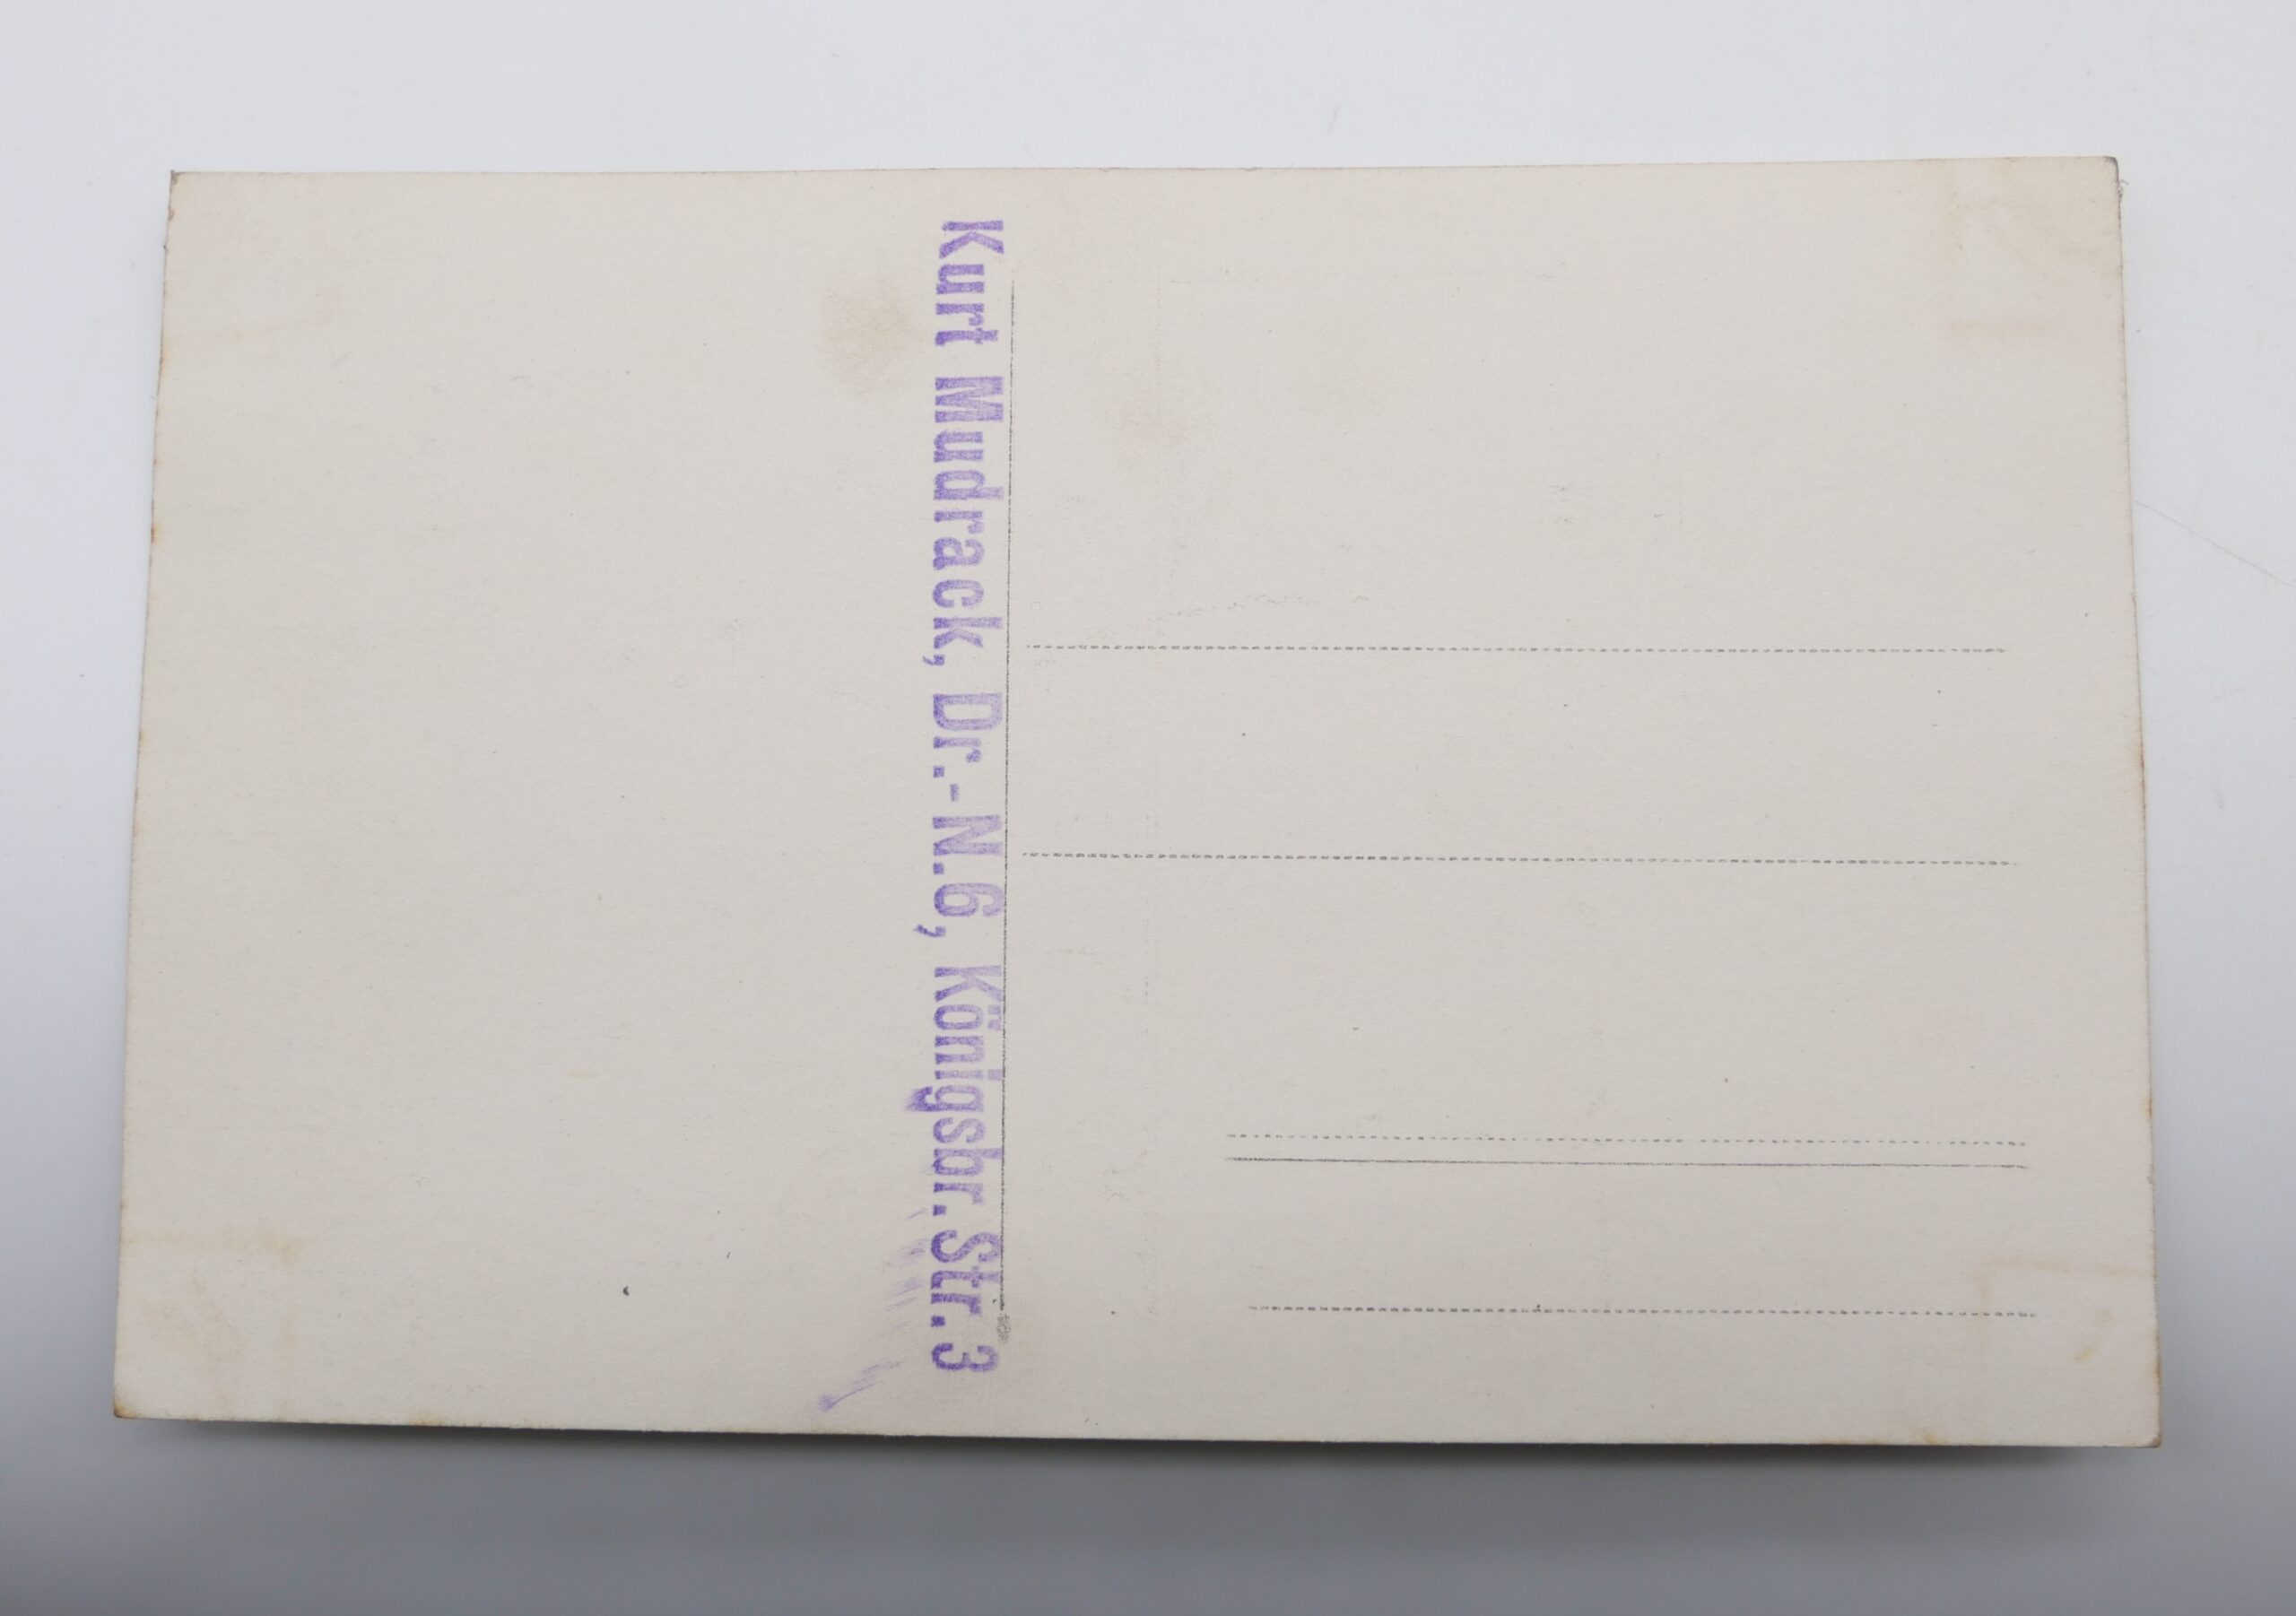 Kurt Mudrack, Dr.-N.6, Königsbr. Str. 3